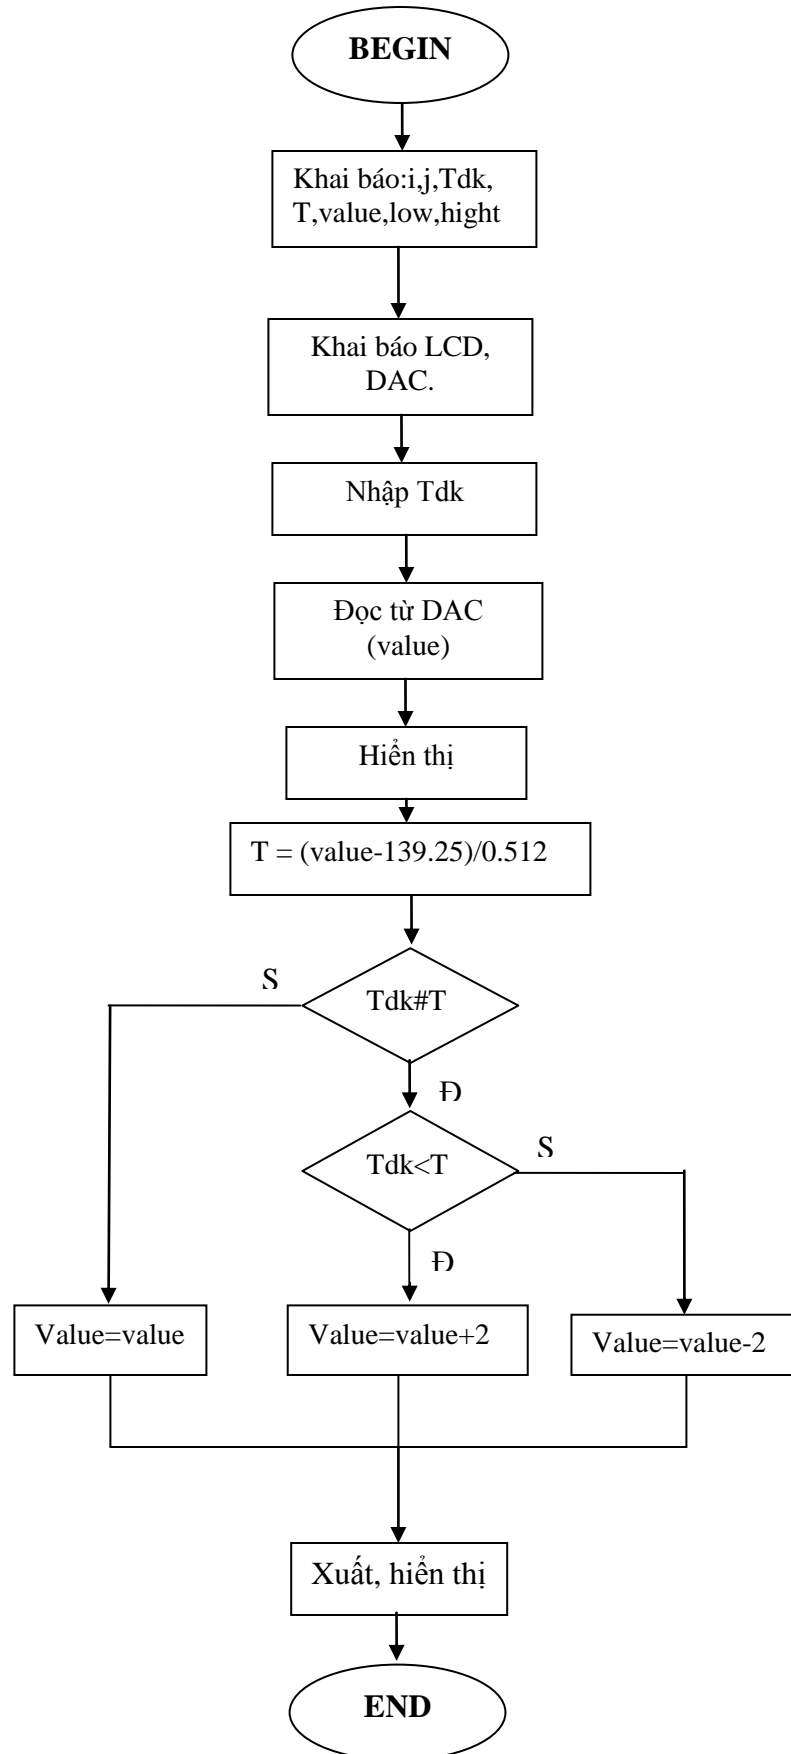 BEGIN
Khai báo:i,j,Tdk,
T,value,low,hight
Khai báo LCD,
DAC.
Nhập Tdk
Đọc từ DAC
(value)
Hiển thị
T = (value-139.25)/0.512
S
Tdk#T
Đ
Tdk<T
S
Đ
Value=value
Value=value+2
Value=value-2
Xuất, hiển thị
END